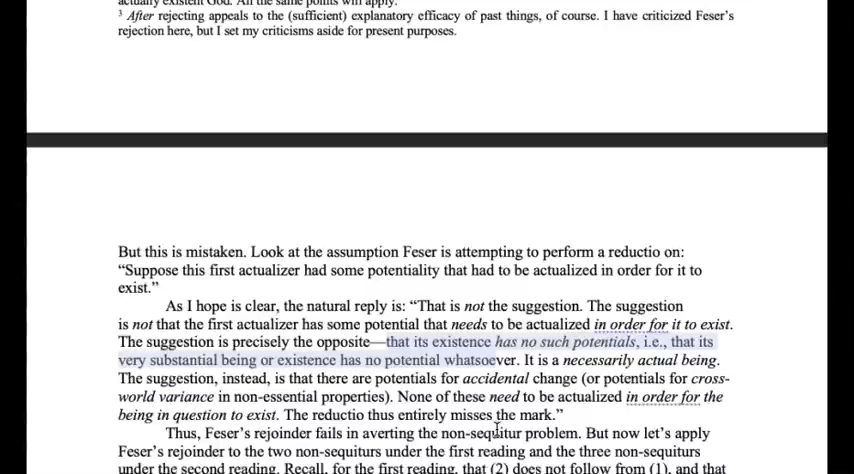 actually existent God. All the same points will apply.
³ After rejecting appeals to the (sufficient) explanatory efficacy of past things, of course. I have criticized Feser's
rejection here, but I set my criticisms aside for present purposes.
But this is mistaken. Look at the assumption Feser is attempting to perform a reductio on:
“Suppose this first actualizer had some potentiality that had to be actualized in order for it to
exist.”
As I hope is clear, the natural reply is: “That is not the suggestion. The suggestion
is not that the first actualizer has some potential that needs to be actualized in order for it to exist.
The suggestion is precisely the opposite—that its existence has no such potentials, i.e., that its
very substantial being or existence has no potential whatsoever. It is a necessarily actual being.
The suggestion, instead, is that there are potentials for accidental change (or potentials for cross-
world variance in non-essential properties). None of these need to be actualized in order for the
being in question to exist. The reductio thus entirely misses the mark.”
Thus, Feser's rejoinder fails in averting the non-sequitur problem. But now let's apply
Feser's rejoinder to the two non-sequiturs under the first reading and the three non-sequiturs
under the second reading. Recall, for the first reading, that (2) does not follow from (1), and that